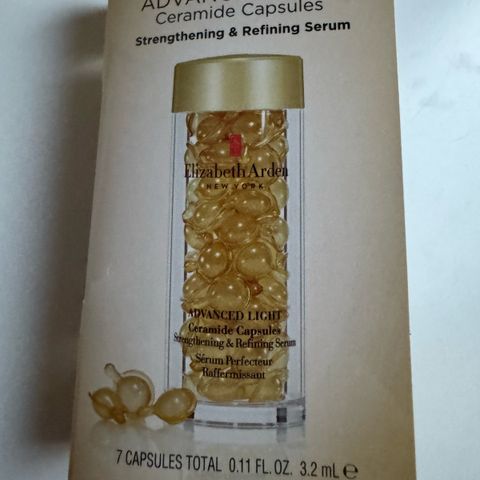 Ceramide Capsules
Strengthening & Refining Serum
Elizabeth Arden
NEW YORK
ADVANCED LIGHT
Ceramide Capsules
Strengthening & Refining Serum
Sérum Perfecteur
Raffermissant
7 CAPSULES TOTAL 0.11 FL. OZ. 3.2 mL ℮